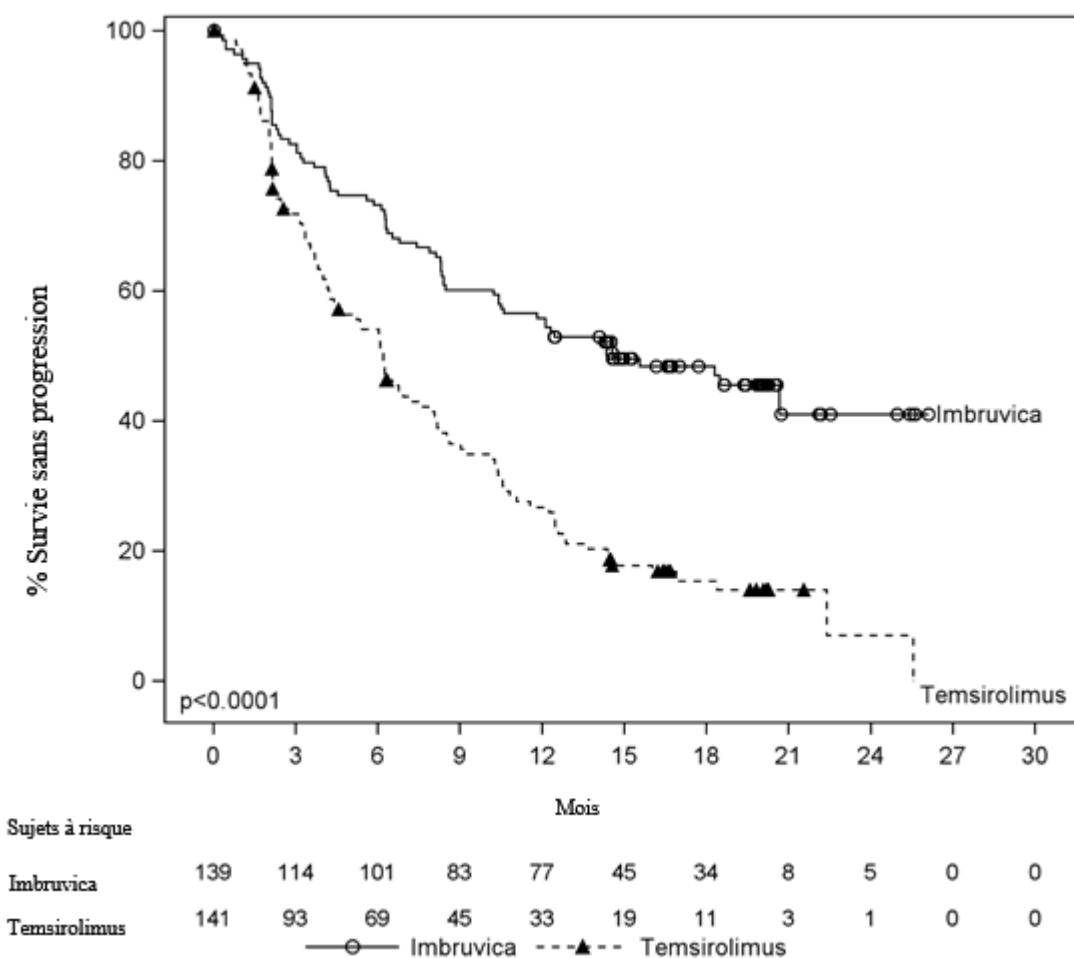 % Survie sans progression
100
80
60
40
20
0
Imbruvica
Temsirolimus
p<0.0001
0 3 6 9 12 15 18 21 24 27 30
Mois
Sujets à risque
Imbruvica 139 114 101 83 77 45 34 8 5 0 0
Temsirolimus 141 93 69 45 33 19 11 3 1 0 0
Imbruvica Temsirolimus